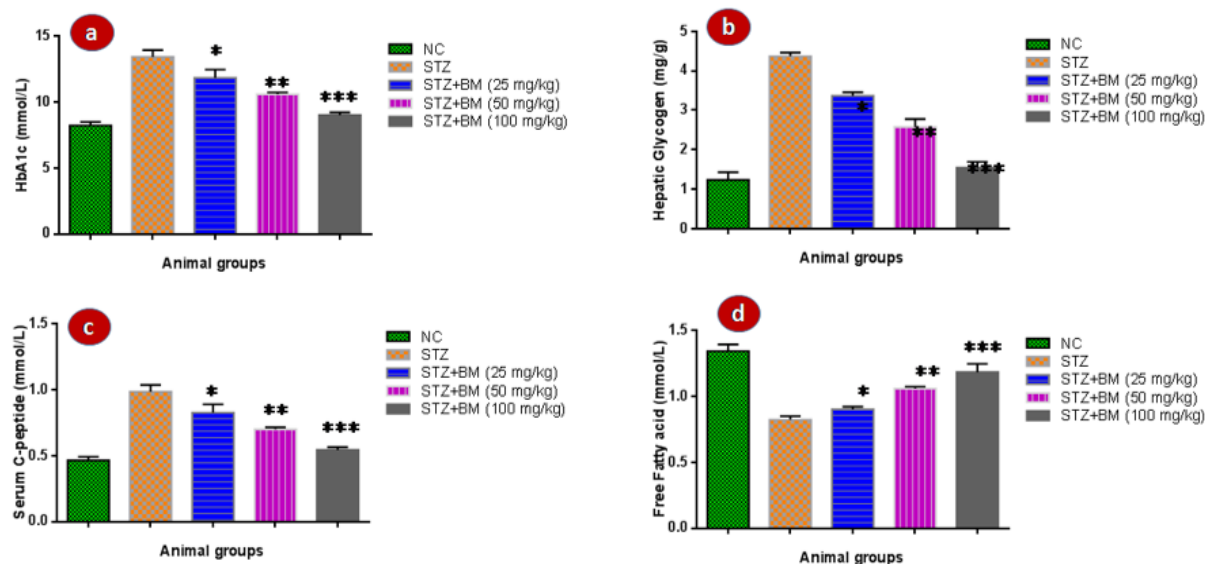 a
HbA1c (mmol/L)
15
10
5
0
*
**
***
Animal groups
NC
STZ
STZ+BM (25 mg/kg)
STZ+BM (50 mg/kg)
STZ+BM (100 mg/kg)
b
Hepatic Glycogen (mg/g)
5
4
3
2
1
0
*
**
***
Animal groups
NC
STZ
STZ+BM (25 mg/kg)
STZ+BM (50 mg/kg)
STZ+BM (100 mg/kg)
c
Serum C-peptide (mmol/L)
1.5
1.0
0.5
0.0
*
**
***
Animal groups
NC
STZ
STZ+BM (25 mg/kg)
STZ+BM (50 mg/kg)
STZ+BM (100 mg/kg)
d
Free Fatty acid (mmol/L)
1.5
1.0
0.5
0.0
*
**
***
Animal groups
NC
STZ
STZ+BM (25 mg/kg)
STZ+BM (50 mg/kg)
STZ+BM (100 mg/kg)